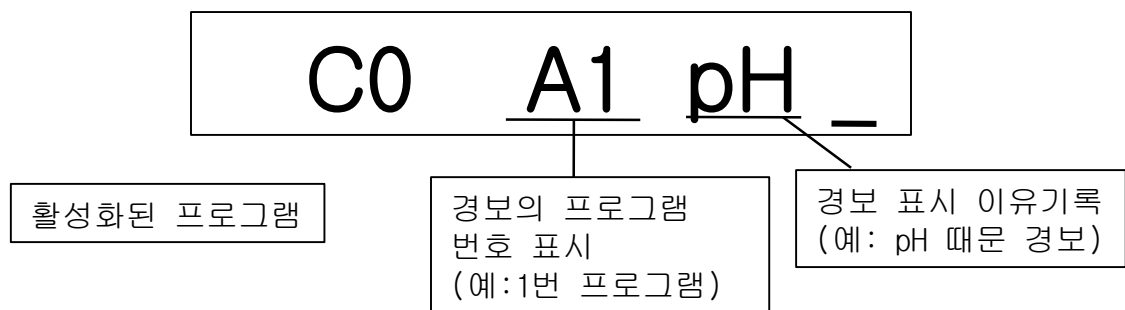 C0 A1 pH _
활성화된 프로그램
경보의 프로그램
번호 표시
(예:1번 프로그램)
경보 표시 이유기록
(예: pH 때문 경보)